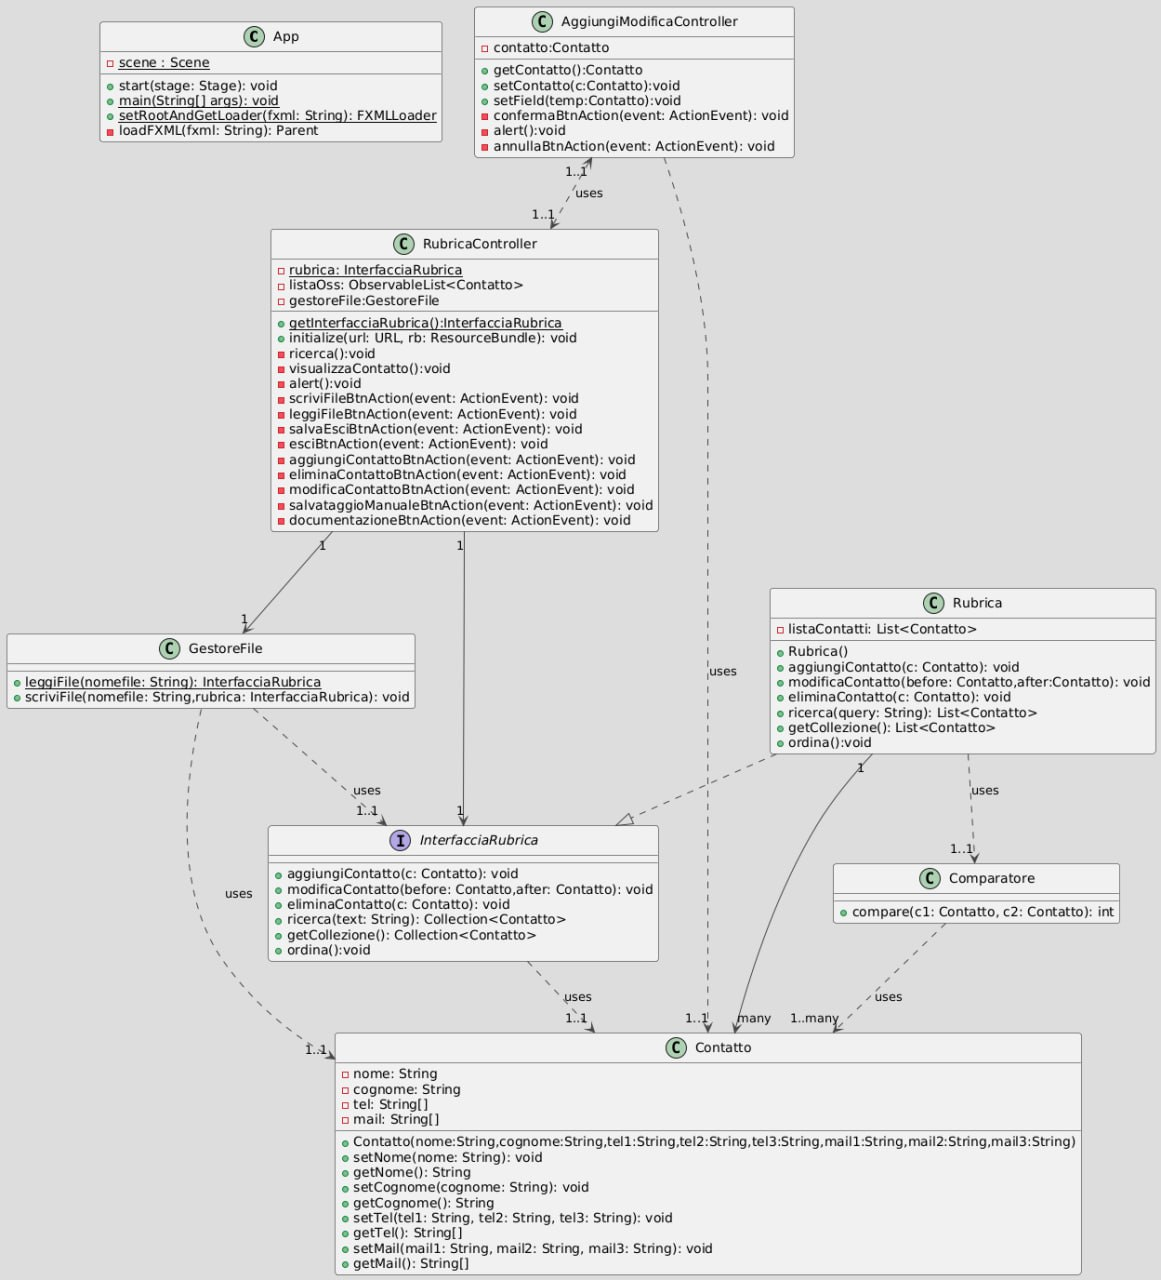 C App
scene : Scene
start(stage: Stage): void
main(String[] args): void
setRootAndGetLoader(fxml: String): FXMLLoader
loadFXML(fxml: String): Parent
C AggiungiModificaController
contatto:Contatto
getContatto():Contatto
setContatto(c:Contatto):void
setField(temp:Contatto):void
confermaBtnAction(event: ActionEvent): void
alert():void
annullaBtnAction(event: ActionEvent): void
1..1
uses
1..1
C RubricaController
rubrica: InterfacciaRubrica
listaOss: ObservableList<Contatto>
gestoreFile:GestoreFile
getInterfacciaRubrica():InterfacciaRubrica
initialize(url: URL, rb: ResourceBundle): void
ricerca():void
visualizzaContatto():void
alert():void
scriviFileBtnAction(event: ActionEvent): void
leggiFileBtnAction(event: ActionEvent): void
salvaEsciBtnAction(event: ActionEvent): void
esciBtnAction(event: ActionEvent): void
aggiungiContattoBtnAction(event: ActionEvent): void
eliminaContattoBtnAction(event: ActionEvent): void
modificaContattoBtnAction(event: ActionEvent): void
salvataggioManualeBtnAction(event: ActionEvent): void
documentazioneBtnAction(event: ActionEvent): void
1
1
1
C GestoreFile
leggiFile(nomefile: String): InterfacciaRubrica
scriviFile(nomefile: String,rubrica: InterfacciaRubrica): void
uses
C Rubrica
listaContatti: List<Contatto>
Rubrica()
aggiungiContatto(c: Contatto): void
modificaContatto(before: Contatto,after:Contatto): void
eliminaContatto(c: Contatto): void
ricerca(query: String): List<Contatto>
getCollezione(): List<Contatto>
ordina():void
1
uses
uses
1..1
1
1..1
I InterfacciaRubrica
aggiungiContatto(c: Contatto): void
modificaContatto(before: Contatto,after: Contatto): void
eliminaContatto(c: Contatto): void
ricerca(text: String): Collection<Contatto>
getCollezione(): Collection<Contatto>
ordina():void
C Comparatore
compare(c1: Contatto, c2: Contatto): int
uses
uses
uses
1..1
1..1
many
1..many
1..1
C Contatto
nome: String
cognome: String
tel: String[]
mail: String[]
Contatto(nome:String,cognome:String,tel1:String,tel2:String,tel3:String,mail1:String,mail2:String,mail3:String)
setNome(nome: String): void
getNome(): String
setCognome(cognome: String): void
getCognome(): String
setTel(tel1: String, tel2: String, tel3: String): void
getTel(): String[]
setMail(mail1: String, mail2: String, mail3: String): void
getMail(): String[]